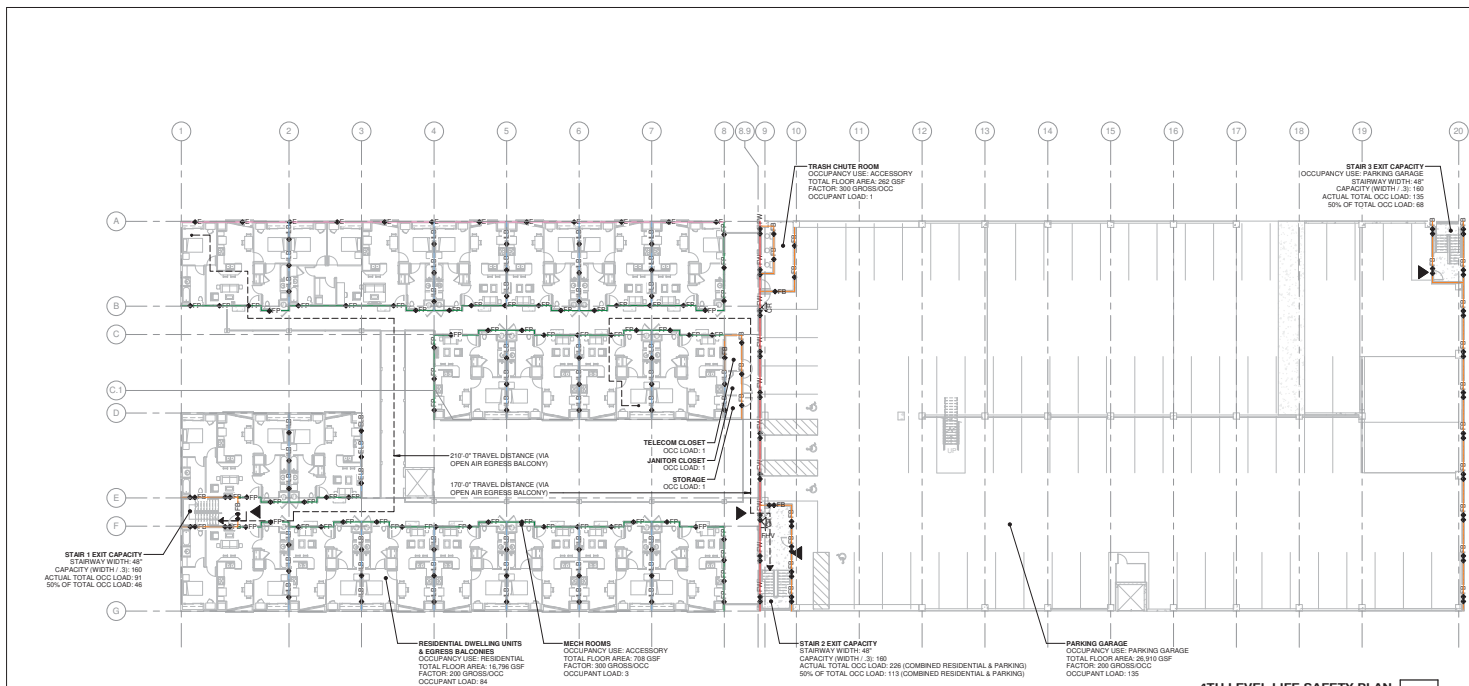 1 2 3 4 5 6 7 8 8.9 9 10 11 12 13 14 15 16 17 18 19 20
TRASH CHUTE ROOM
OCCUPANCY USE: ACCESSORY
TOTAL FLOOR AREA: 262 GSF
FACTOR: 300 GROSS/OCC
OCCUPANT LOAD: 1
STAIR 3 EXIT CAPACITY
OCCUPANCY USE: PARKING GARAGE
STAIRWAY WIDTH: 48"
CAPACITY (WIDTH / .3): 160
ACTUAL TOTAL OCC LOAD: 135
50% OF TOTAL OCC LOAD: 68
A
B
C
C.1
D
E
F
G
TELECOM CLOSET
OCC LOAD: 1
JANITOR CLOSET
OCC LOAD: 1
STORAGE
OCC LOAD: 1
210'-0" TRAVEL DISTANCE (VIA
OPEN AIR EGRESS BALCONY)
170'-0" TRAVEL DISTANCE (VIA
OPEN AIR EGRESS BALCONY)
UP
FHV
STAIR 1 EXIT CAPACITY
STAIRWAY WIDTH: 48"
CAPACITY (WIDTH / .3): 160
ACTUAL TOTAL OCC LOAD: 91
50% OF TOTAL OCC LOAD: 46
RESIDENTIAL DWELLING UNITS
& EGRESS BALCONIES
OCCUPANCY USE: RESIDENTIAL
TOTAL FLOOR AREA: 16,796 GSF
FACTOR: 200 GROSS/OCC
OCCUPANT LOAD: 84
MECH ROOMS
OCCUPANCY USE: ACCESSORY
TOTAL FLOOR AREA: 708 GSF
FACTOR: 300 GROSS/OCC
OCCUPANT LOAD: 3
STAIR 2 EXIT CAPACITY
STAIRWAY WIDTH: 48"
CAPACITY (WIDTH / .3): 160
ACTUAL TOTAL OCC LOAD: 226 (COMBINED RESIDENTIAL & PARKING)
50% OF TOTAL OCC LOAD: 113 (COMBINED RESIDENTIAL & PARKING)
PARKING GARAGE
OCCUPANCY USE: PARKING GARAGE
TOTAL FLOOR AREA: 26,910 GSF
FACTOR: 200 GROSS/OCC
OCCUPANT LOAD: 135
LEVEL LIFE SAFETY PLAN